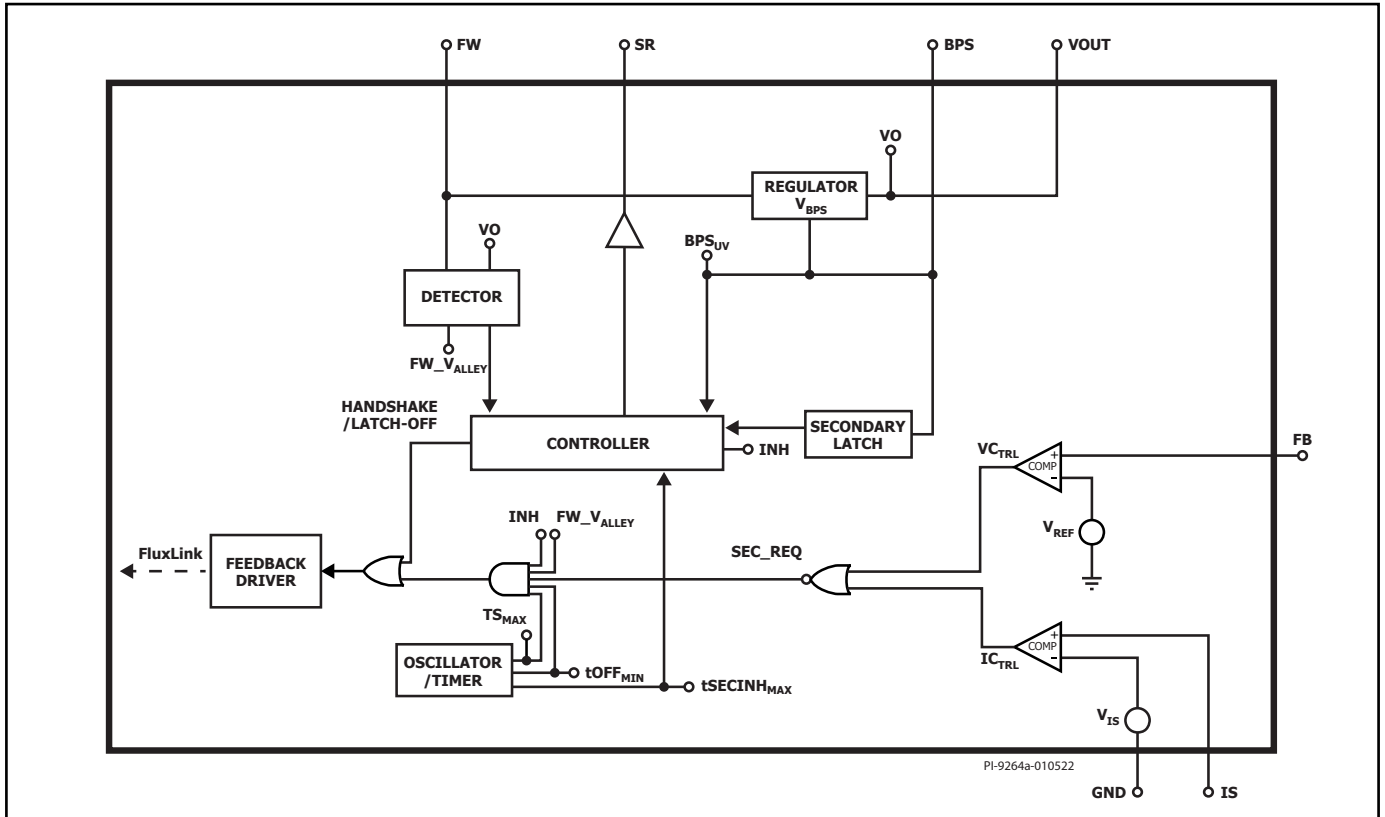 FW
SR
BPS
VOUT
VO
REGULATOR
VBPS
VO
BPSUV
DETECTOR
FW_VALLEY
HANDSHAKE
/LATCH-OFF
CONTROLLER
INH
SECONDARY
LATCH
FB
VCTRL
+
COMP
-
INH
FW_VALLEY
VREF
SEC_REQ
FluxLink
FEEDBACK
DRIVER
TSMAX
OSCILLATOR
/TIMER
tOFFMIN
tSECINHMAX
ICTRL
+
COMP
-
VIS
PI-9264a-010522
GND
IS